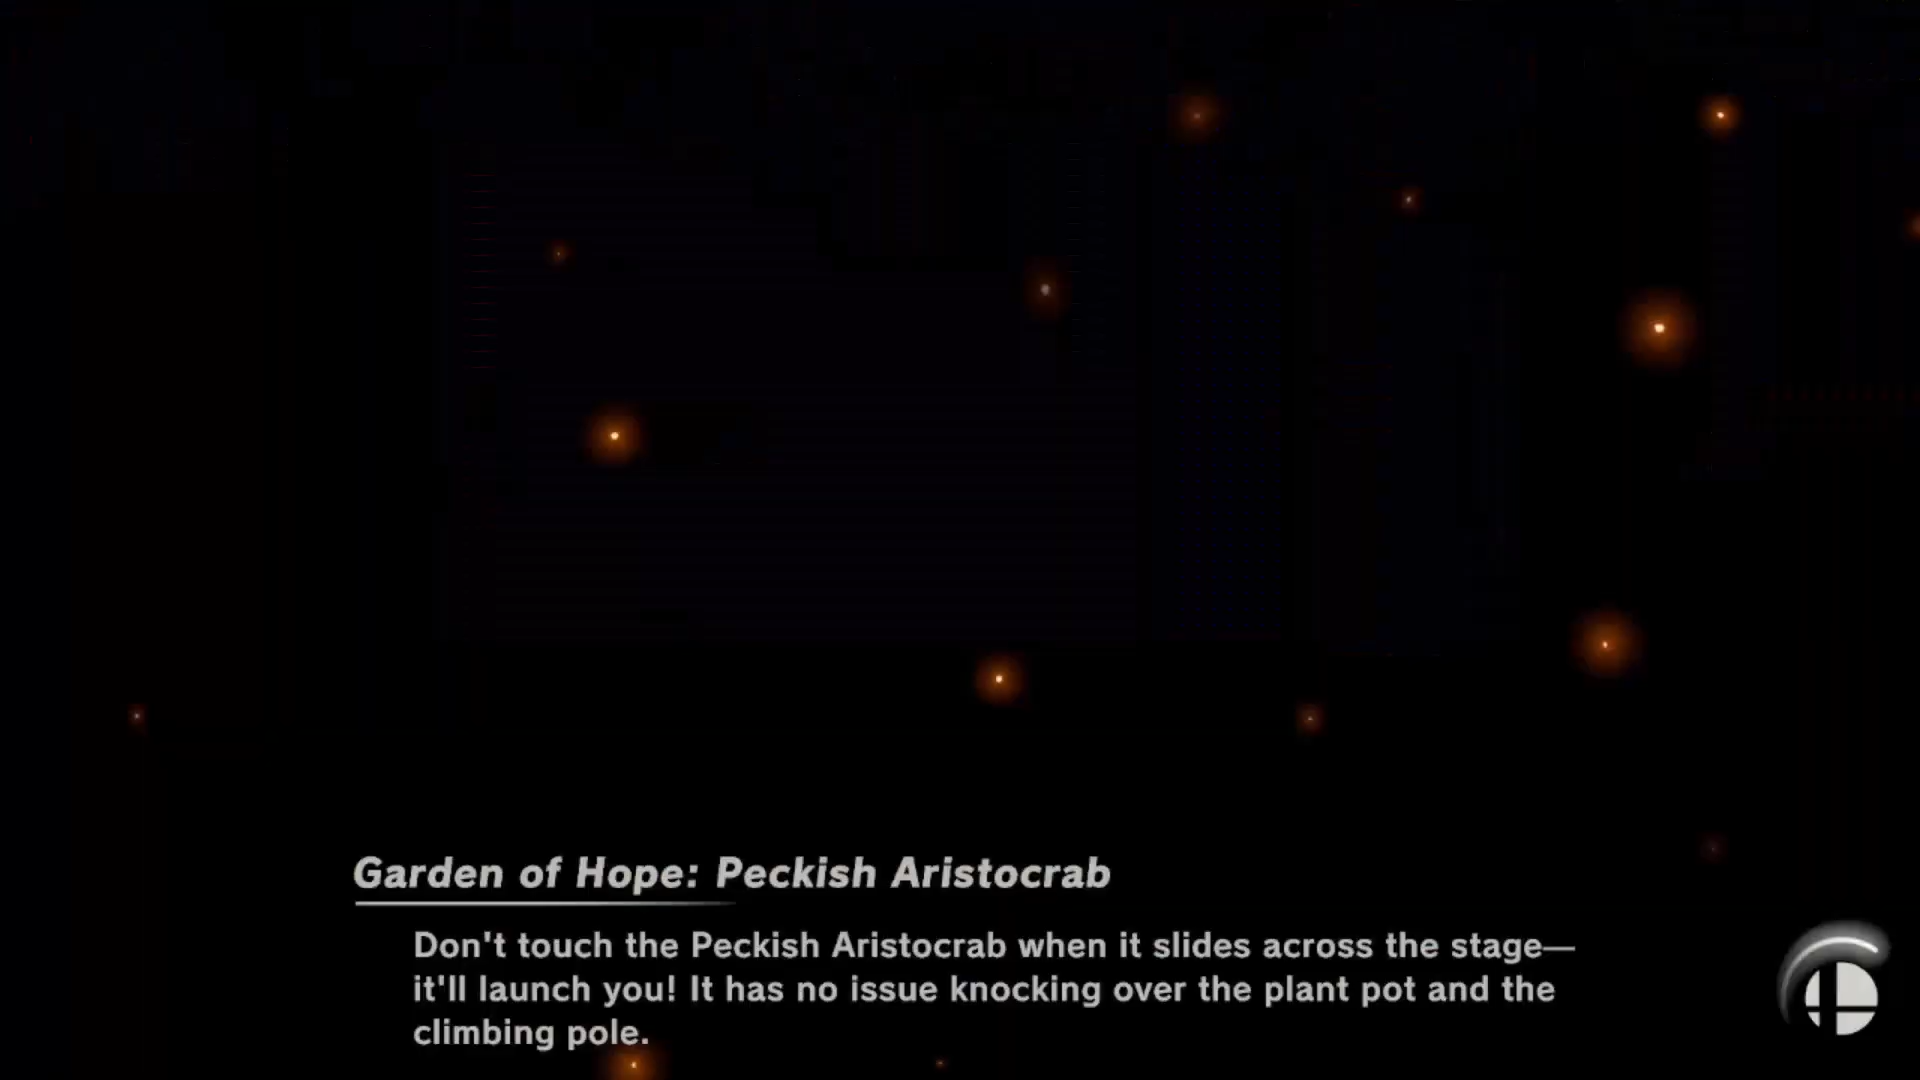 Garden of Hope: Peckish Aristocrab
Don't touch the Peckish Aristocrab when it slides across the stage—
it'll launch you! It has no issue knocking over the plant pot and the
climbing pole.